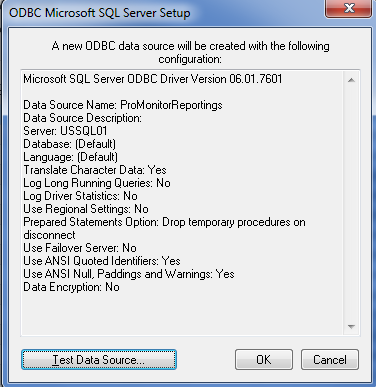 ODBC Microsoft SQL Server Setup
A new ODBC data source will be created with the following
configuration:
Microsoft SQL Server ODBC Driver Version 06.01.7601
Data Source Name: ProMonitorReportings
Data Source Description:
Server: USSQL01
Database: (Default)
Language: (Default)
Translate Character Data: Yes
Log Long Running Queries: No
Log Driver Statistics: No
Use Regional Settings: No
Prepared Statements Option: Drop temporary procedures on
disconnect
Use Failover Server: No
Use ANSI Quoted Identifiers: Yes
Use ANSI Null, Paddings and Warnings: Yes
Data Encryption: No
Test Data Source...
OK
Cancel